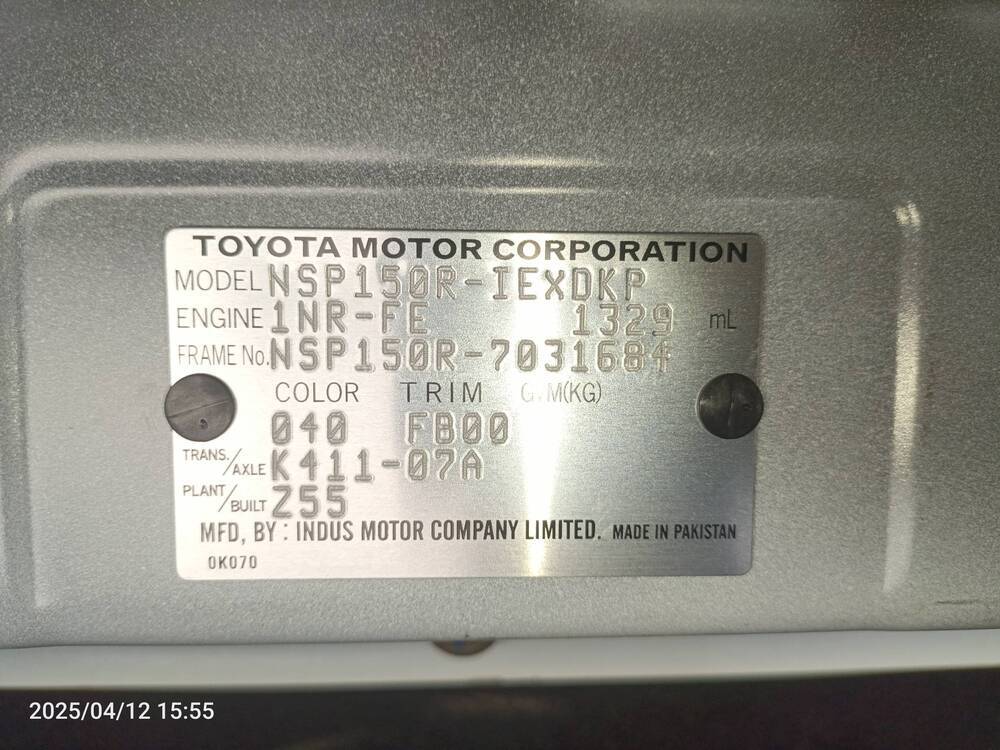 TOYOTA MOTOR CORPORATION
MODEL NSP150R-IEXDKP
ENGINE 1NR-FE 1329 mL
FRAME No. NSP150R-7031684
COLOR TRIM G.M(KG)
040 FB00
TRANS./AXLE K411-07A
PLANT/BUILT Z55
MFD, BY : INDUS MOTOR COMPANY LIMITED. MADE IN PAKISTAN
0K070
2025/04/12 15:55